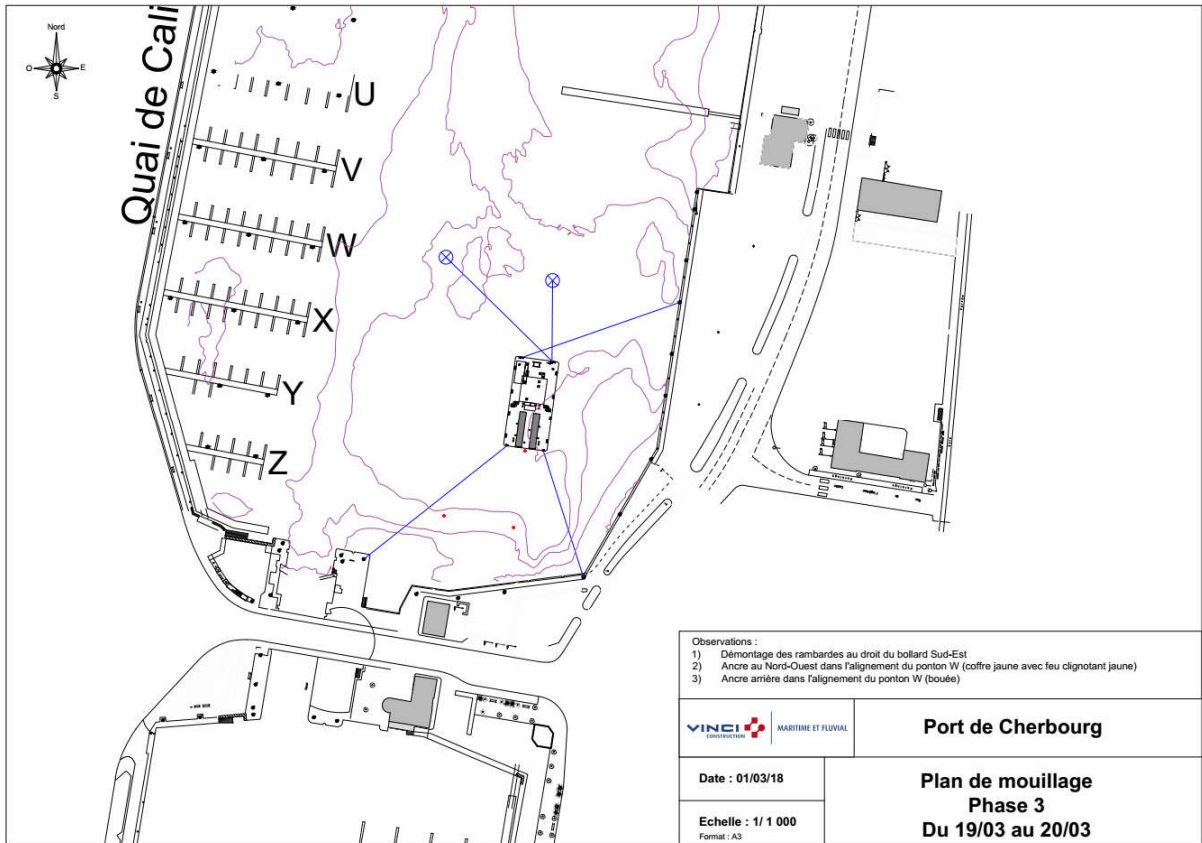 Nord
O
E
S
Quai de Cali
U
V
W
X
Y
Z
Observations :
1) Démontage des rambardes au droit du bollard Sud-Est
2) Ancre au Nord-Ouest dans l'alignement du ponton W (coffre jaune avec feu clignotant jaune)
3) Ancre arrière dans l'alignement du ponton W (bouée)
VINCI
CONSTRUCTION
MARITIME ET FLUVIAL
Port de Cherbourg
Date : 01/03/18
Echelle : 1/ 1 000
Format : A3
Plan de mouillage
Phase 3
Du 19/03 au 20/03